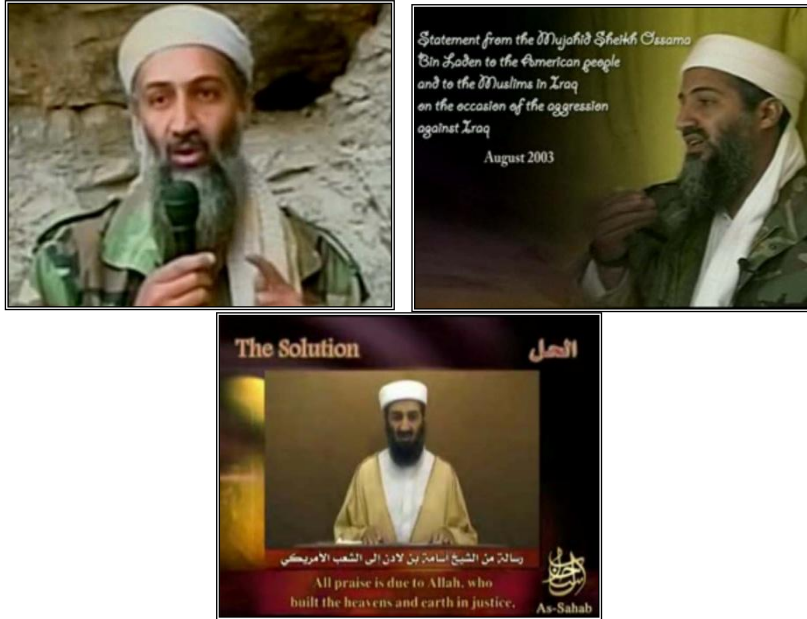 Statement from the Mujahid Sheikh Ossama
Bin Laden to the American people
and to the Muslims in Iraq
on the occasion of the aggression
against Iraq
August 2003
The Solution
الحل
رسالة من الشيخ أسامة بن لادن إلى الشعب الأمريكي
All praise is due to Allah, who
built the heavens and earth in justice.
As-Sahab